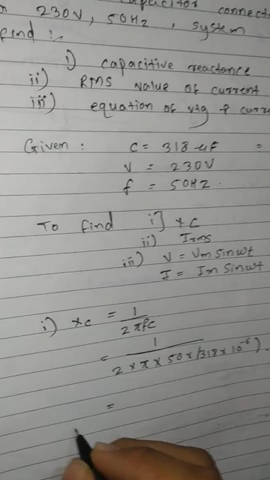 capacitor connect
230V, 50HZ, system
find :-
i) capacitive reactance
ii) RMS value of current
iii) equation of vtg &
Given : C = 318 uF =
V = 230V
f = 50HZ.
To find i] xc
ii) Irms
iii) V = Vm Sinwt
I = Im Sinwt
i) xc = 1 / 2πfc
= 1 / 2 x π x 50 x 318 x 10^-6)
=